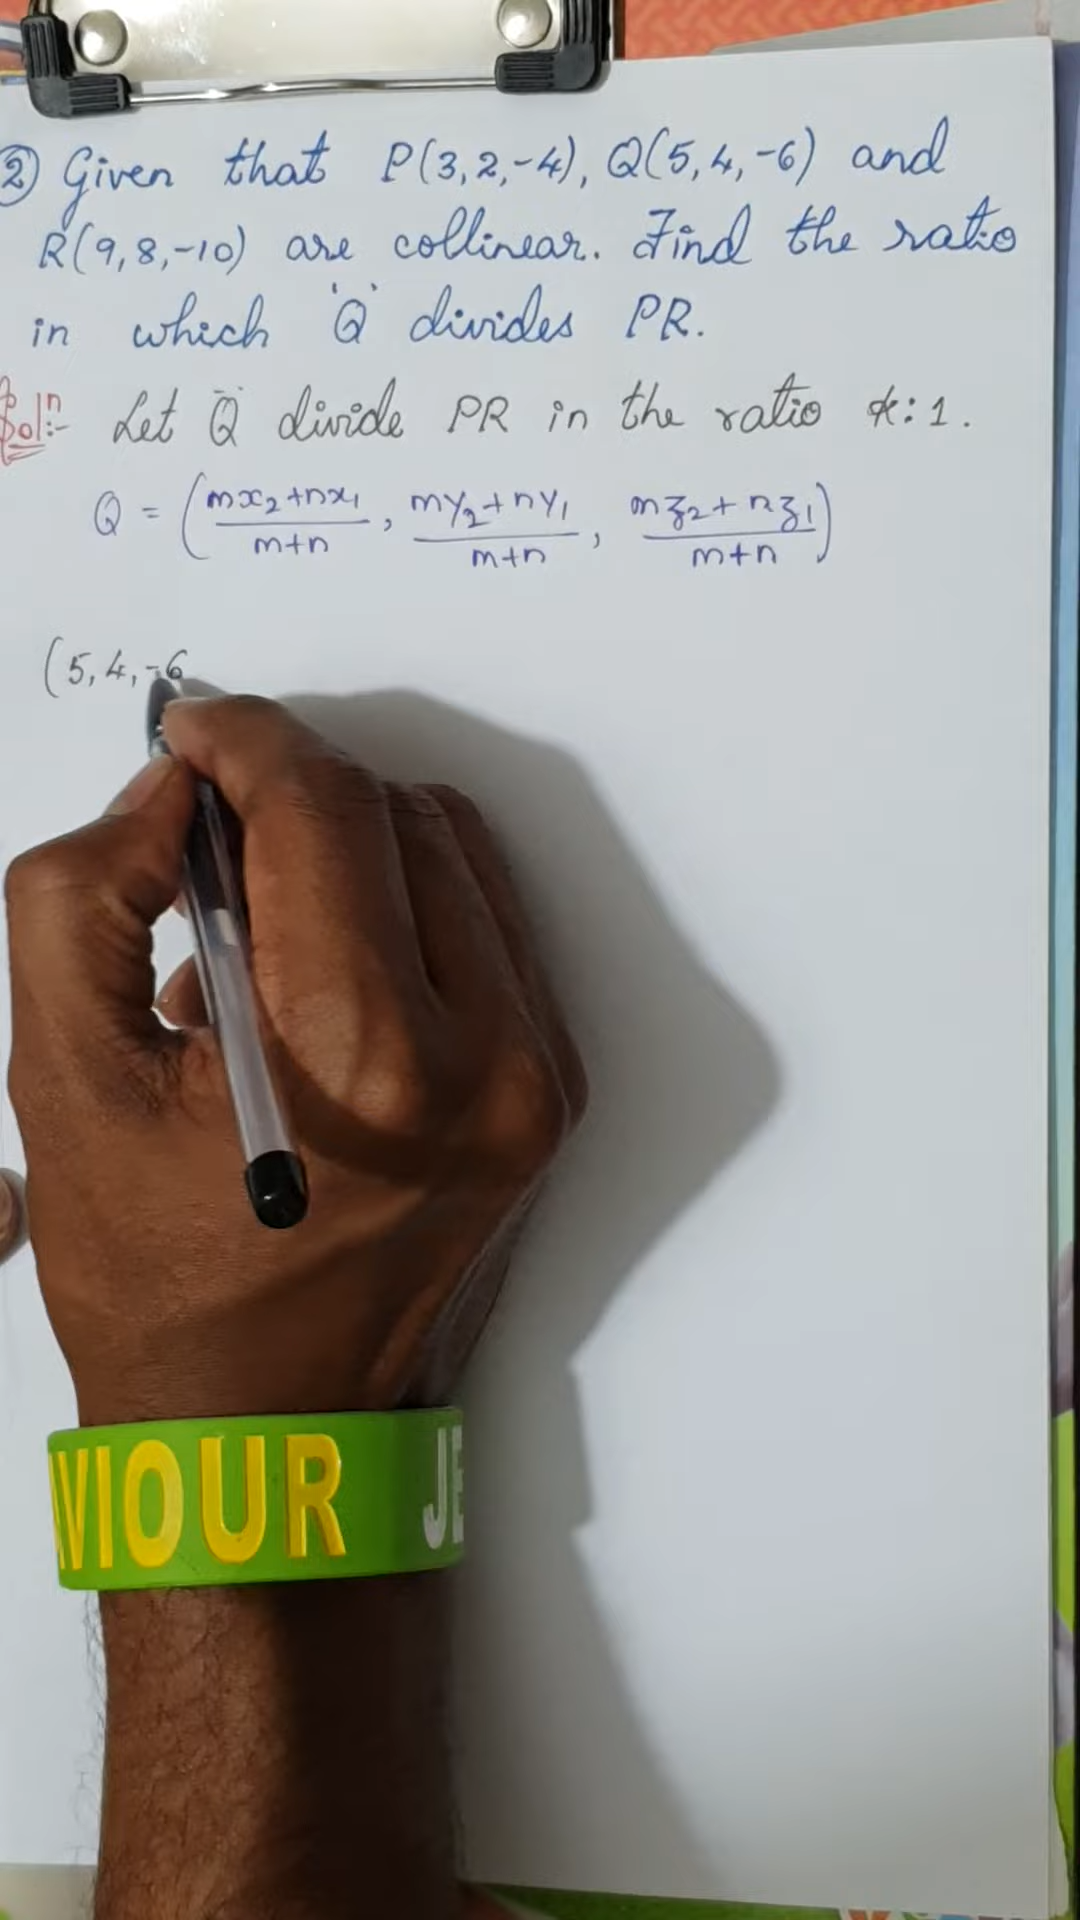 ② Given that P(3,2,-4), Q(5,4,-6) and
R(9,8,-10) are collinear. Find the ratio
in which 'Q' divides PR.
Solⁿ:- Let Q divide PR in the ratio k:1.
Q = (mx₂+nx₁/m+n, my₂+ny₁/m+n, mz₂+nz₁/m+n)
(5,4,-6
AVIOUR JE